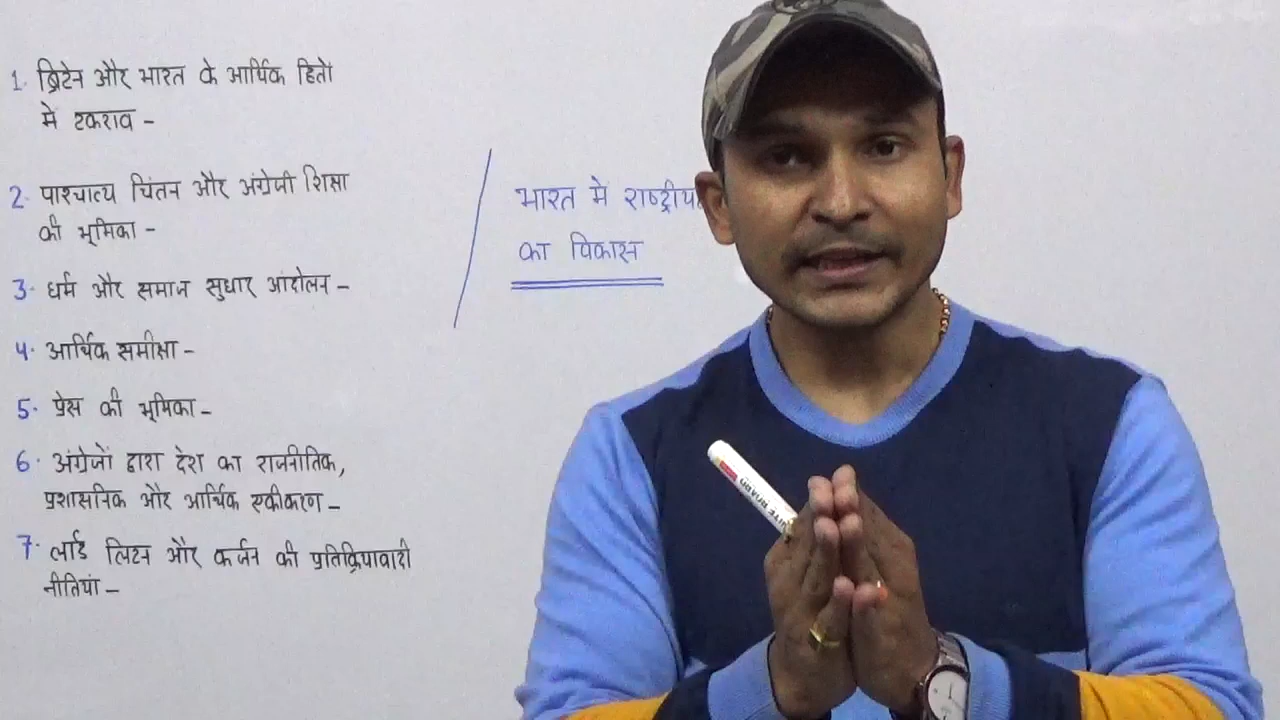 1. ब्रिटेन और भारत के आर्थिक हितो
में टकराव -
2. पाश्चात्य चिंतन और अंग्रेजी शिक्षा
की भूमिका -
3. धर्म और समाज सुधार आंदोलन -
4. आर्थिक समीक्षा -
5. प्रेस की भूमिका -
6. अंग्रेजों द्वारा देश का राजनीतिक,
प्रशासनिक और आर्थिक एकीकरण -
7. लार्ड लिटन और कर्जन की प्रतिक्रियावादी
नीतियां -
भारत में
का विकास